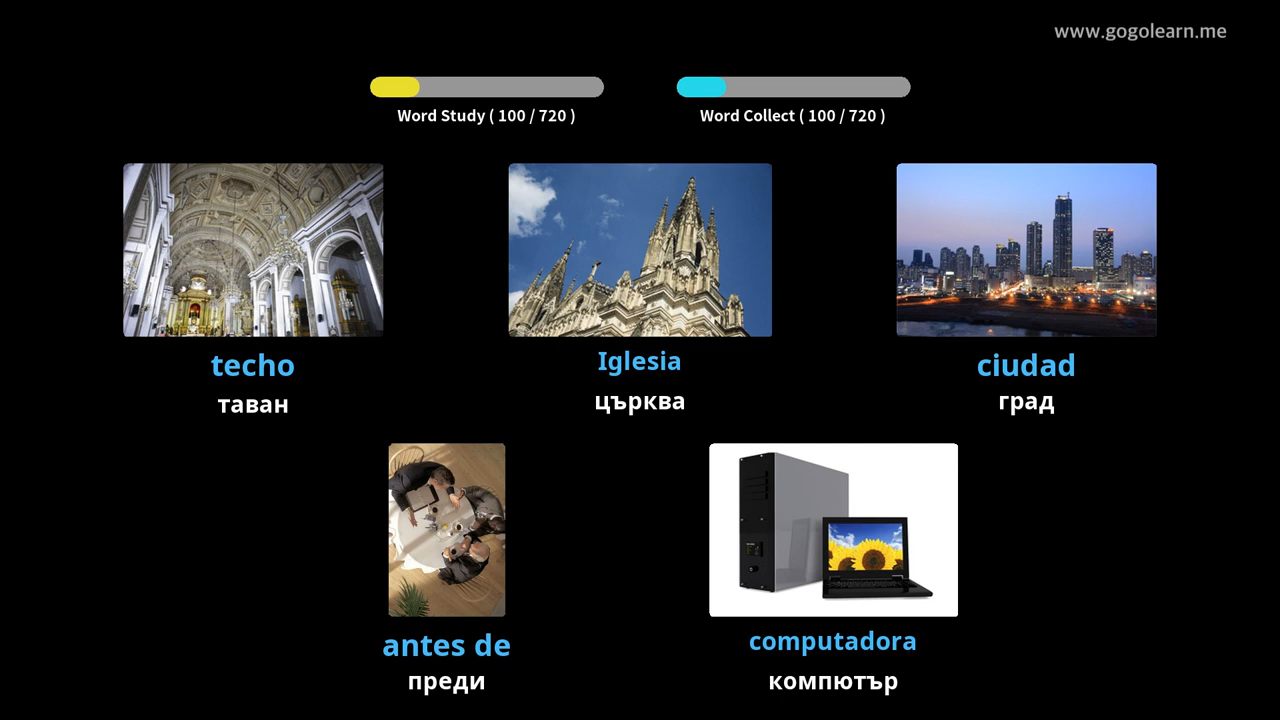 www.gogolearn.me
Word Study ( 100 / 720 )
Word Collect ( 100 / 720 )
techo
таван
Iglesia
църква
ciudad
град
antes de
преди
computadora
компютър